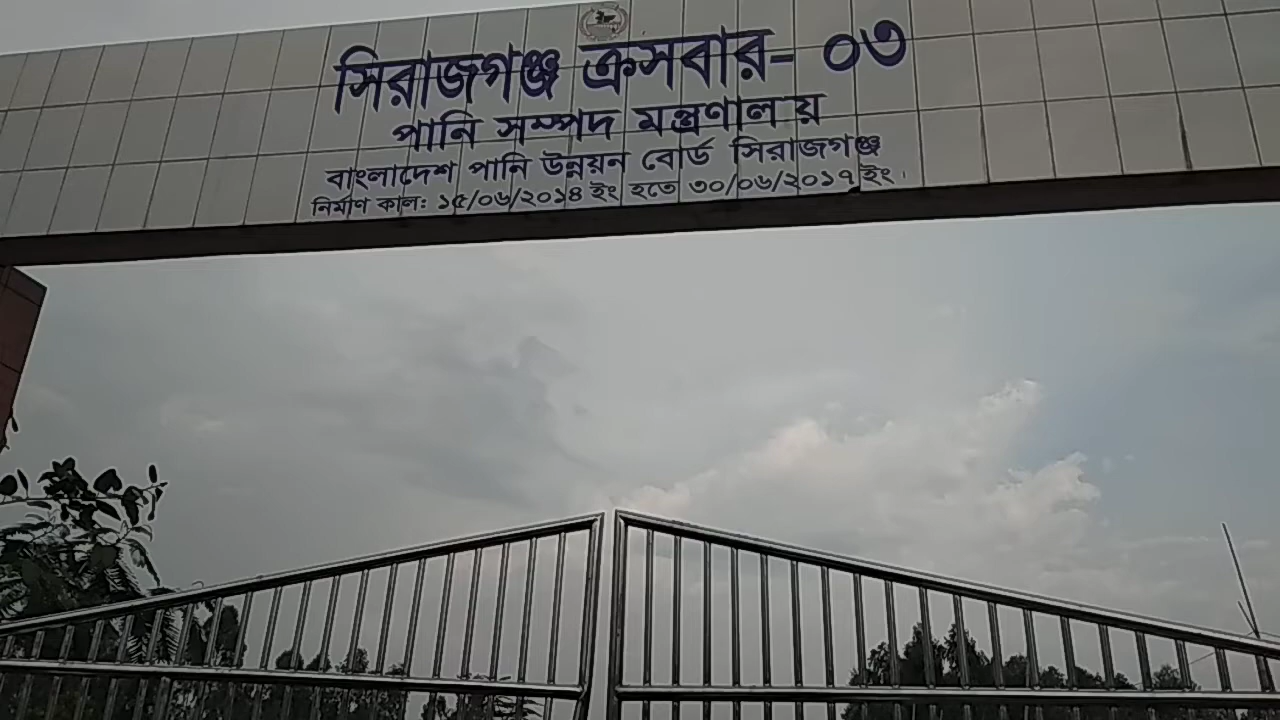 সিরাজগঞ্জ ক্রসবার- ০৩
পানি সম্পদ মন্ত্রণালয়
বাংলাদেশ পানি উন্নয়ন বোর্ড সিরাজগঞ্জ
নির্মাণ কাল: ১৫/০৬/২০১৪ ইং হতে ৩০/০৬/২০১৭ ইং।